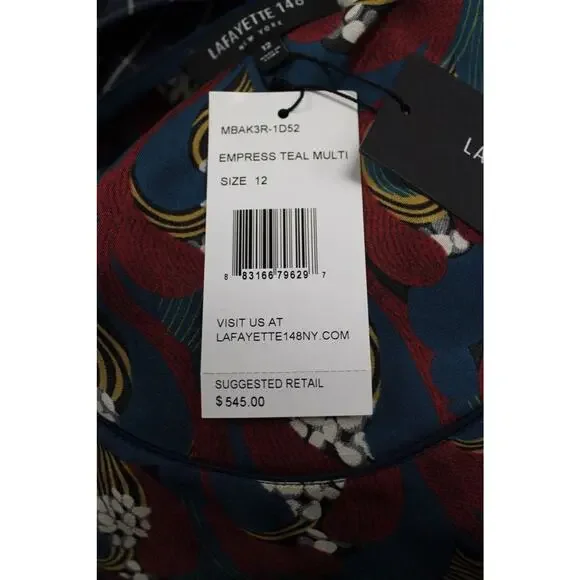 LAFAYETTE 148
NEW YORK
12
MBAK3R-1D52
EMPRESS TEAL MULTI
SIZE 12
8 83166 79629 7
VISIT US AT
LAFAYETTE148NY.COM
SUGGESTED RETAIL
$545.00
LA